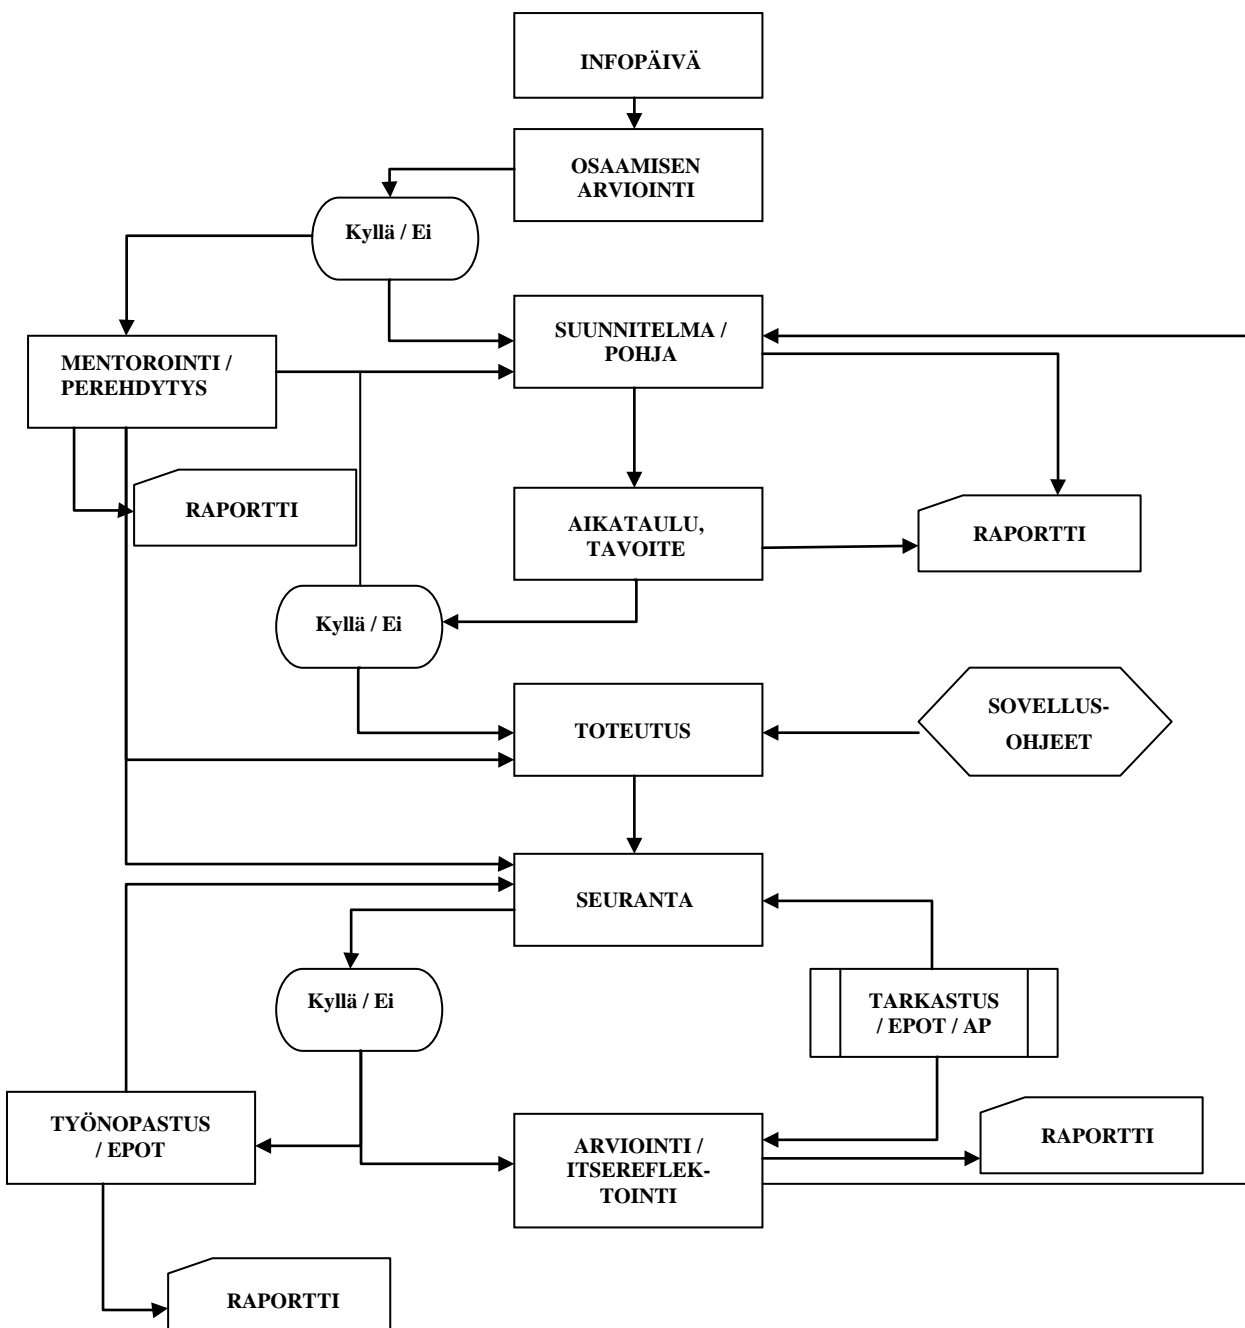 INFOPÄIVÄ
OSAAMISEN
ARVIOINTI
Kyllä / Ei
SUUNNITELMA /
POHJA
MENTOROINTI /
PEREHDYTYS
RAPORTTI
AIKATAULU,
TAVOITE
RAPORTTI
Kyllä / Ei
TOTEUTUS
SOVELLUS-
OHJEET
SEURANTA
Kyllä / Ei
TARKASTUS
/ EPOT / AP
TYÖNOPASTUS
/ EPOT
ARVIOINTI /
ITSEREFLEK-
TOINTI
RAPORTTI
RAPORTTI